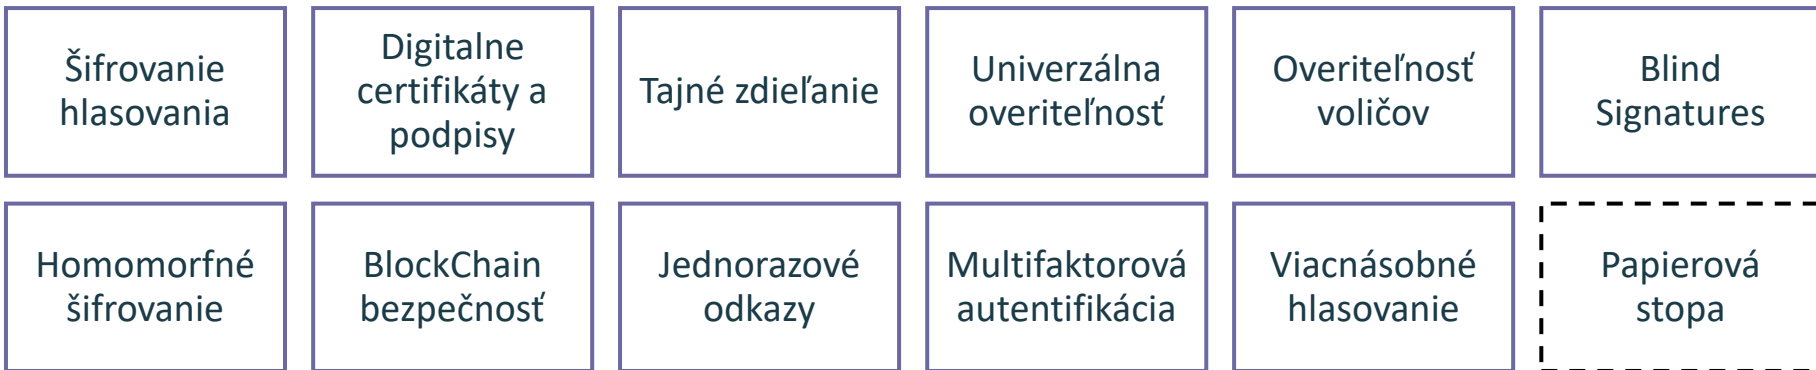 Šifrovanie
hlasovania
Digitalne
certifikáty a
podpisy
Tajné zdieľanie
Univerzálna
overiteľnosť
Overiteľnosť
voličov
Blind
Signatures
Homomorfné
šifrovanie
BlockChain
bezpečnosť
Jednorazové
odkazy
Multifaktorová
autentifikácia
Viacnásobné
hlasovanie
Papierová
stopa